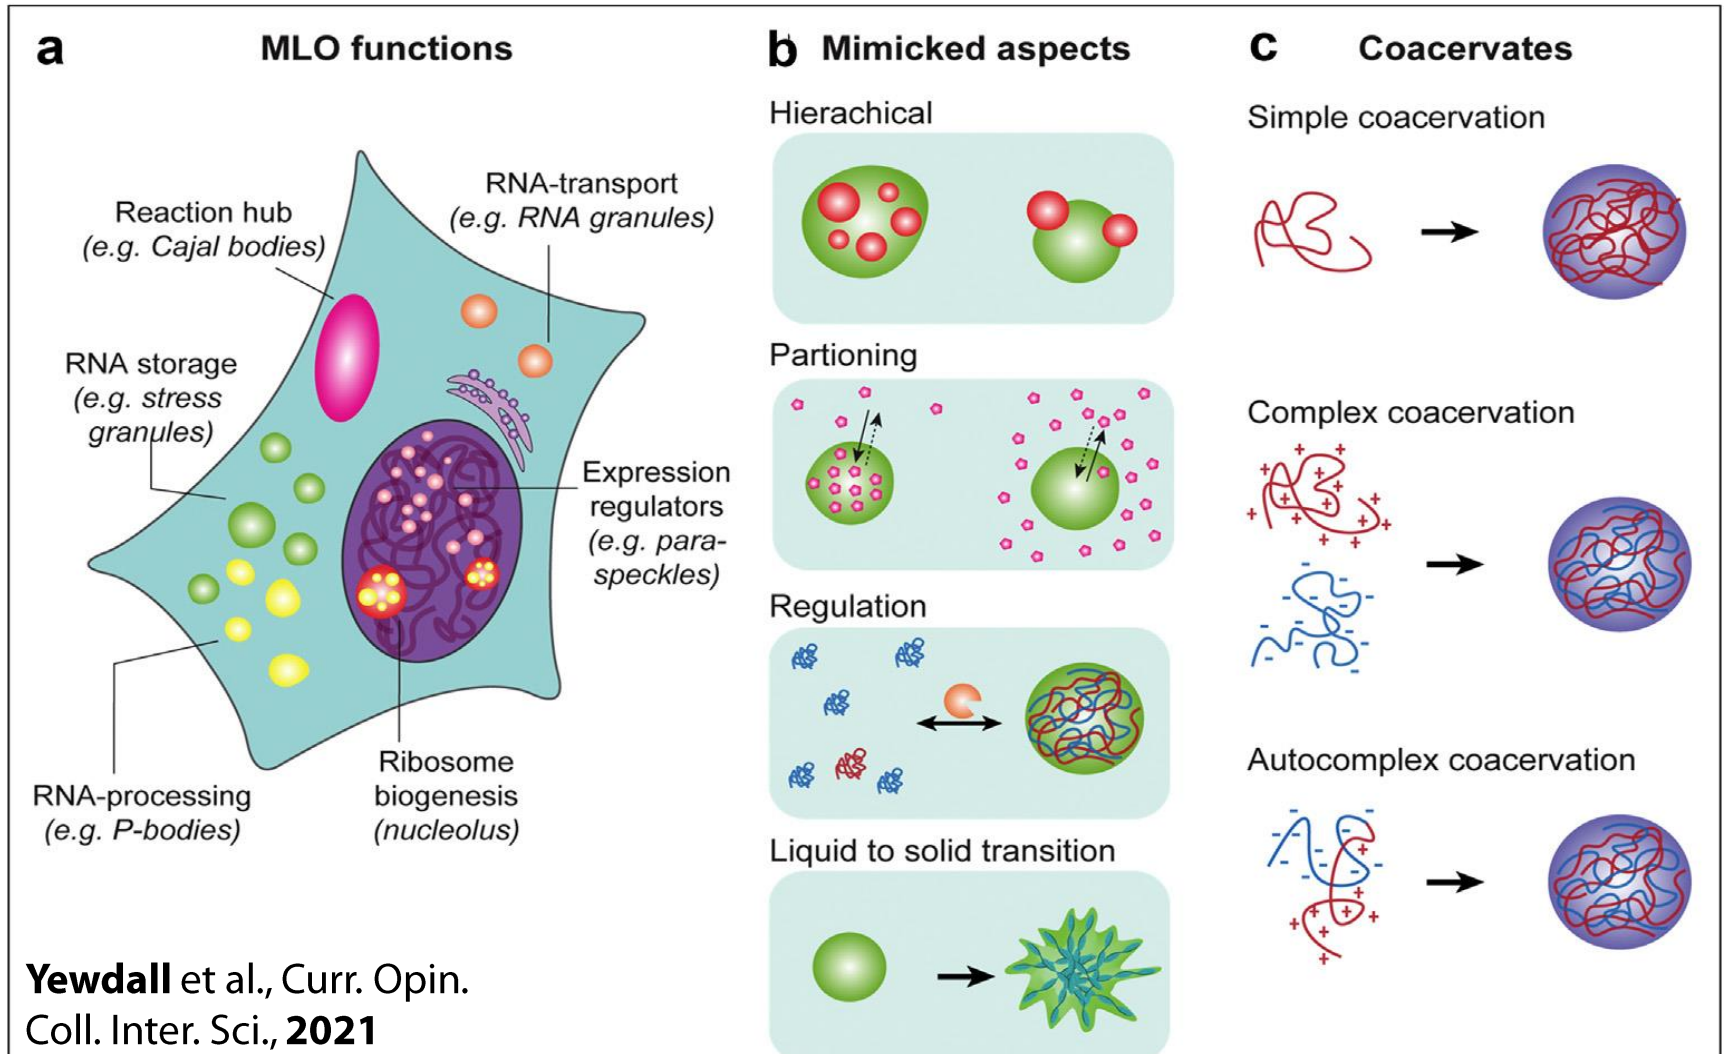 a
MLO functions
Reaction hub
(e.g. Cajal bodies)
RNA-transport
(e.g. RNA granules)
RNA storage
(e.g. stress
granules)
Expression
regulators
(e.g. para-
speckles)
RNA-processing
(e.g. P-bodies)
Ribosome
biogenesis
(nucleolus)
Yewdall et al., Curr. Opin.
Coll. Inter. Sci., 2021
b
Mimicked aspects
Hierachical
Partioning
Regulation
Liquid to solid transition
c
Coacervates
Simple coacervation
Complex coacervation
Autocomplex coacervation